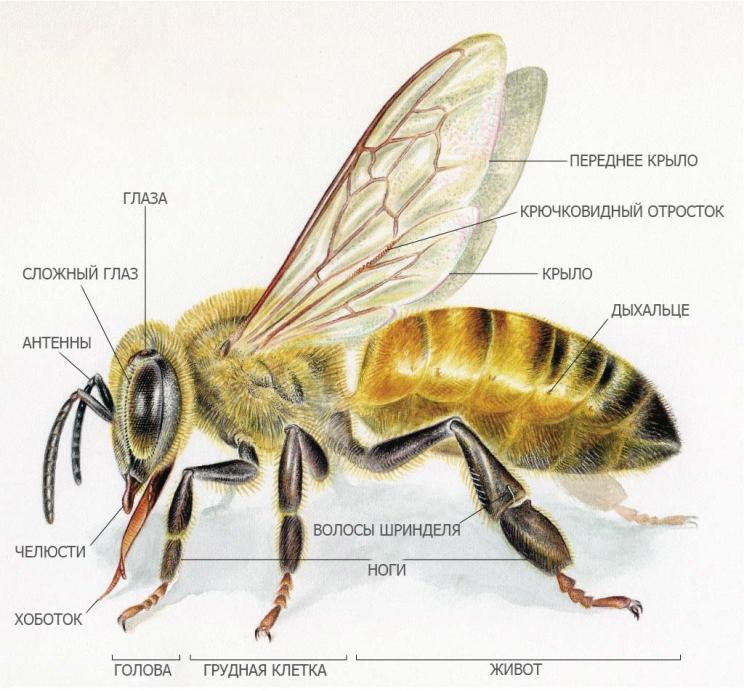 ПЕРЕДНЕЕ КРЫЛО
ГЛАЗА
КРЮЧКОВИДНЫЙ ОТРОСТОК
СЛОЖНЫЙ ГЛАЗ
КРЫЛО
ДЫХАЛЬЦЕ
АНТЕННЫ
ВОЛОСЫ ШРИНДЕЛЯ
ЧЕЛЮСТИ
НОГИ
ХОБОТОК
ГОЛОВА
ГРУДНАЯ КЛЕТКА
ЖИВОТ